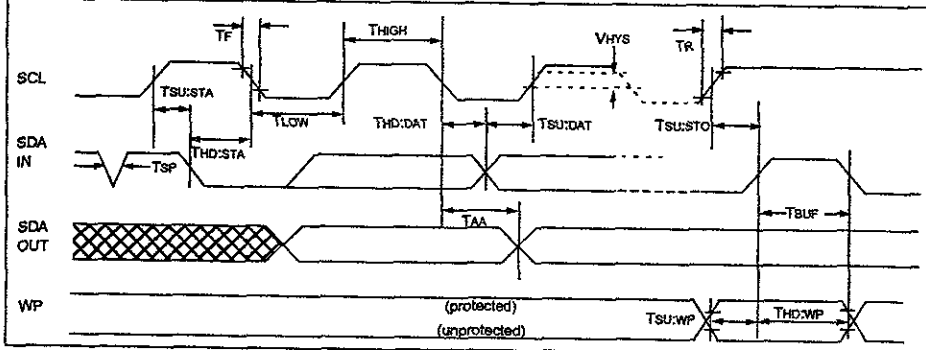 TF
THIGH
VHYS
TR
SCL
TSU:STA
TLOW
THD:DAT
TSU:DAT
TSU:STO
SDA
IN
TSP
THD:STA
SDA
OUT
TAA
TBUF
WP
(protected)
(unprotected)
TSU:WP
THD:WP